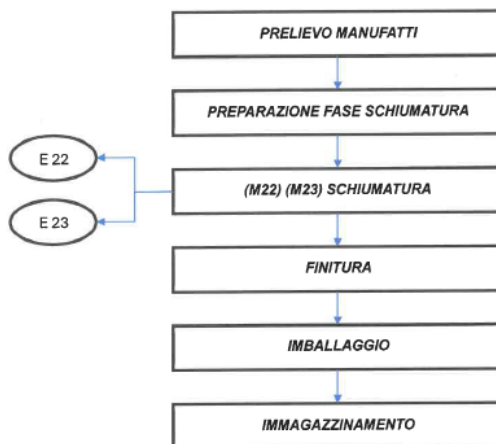 PRELIEVO MANUFATTI
PREPARAZIONE FASE SCHIUMATURA
E 22
(M22) (M23) SCHIUMATURA
E 23
FINITURA
IMBALLAGGIO
IMMAGAZZINAMENTO